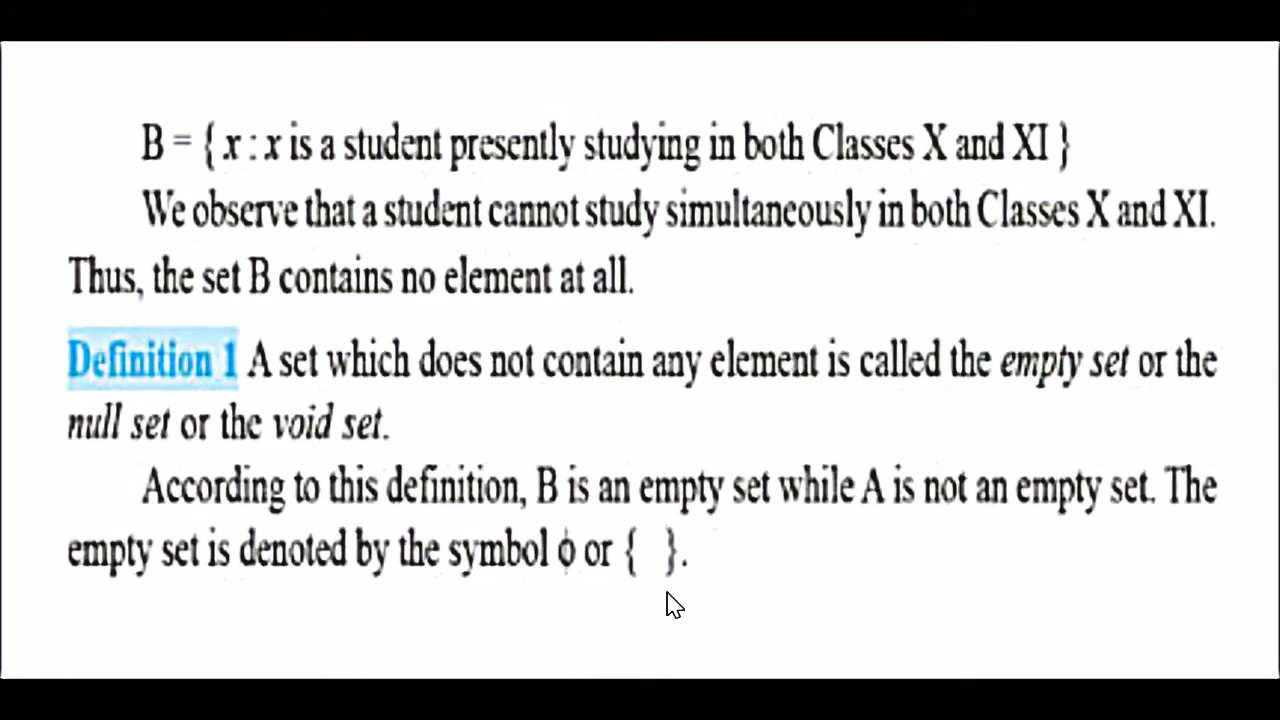 B = { x : x is a student presently studying in both Classes X and XI }
We observe that a student cannot study simultaneously in both Classes X and XI.
Thus, the set B contains no element at all.
Definition 1 A set which does not contain any element is called the empty set or the
null set or the void set.
According to this definition, B is an empty set while A is not an empty set. The
empty set is denoted by the symbol ϕ or { }.